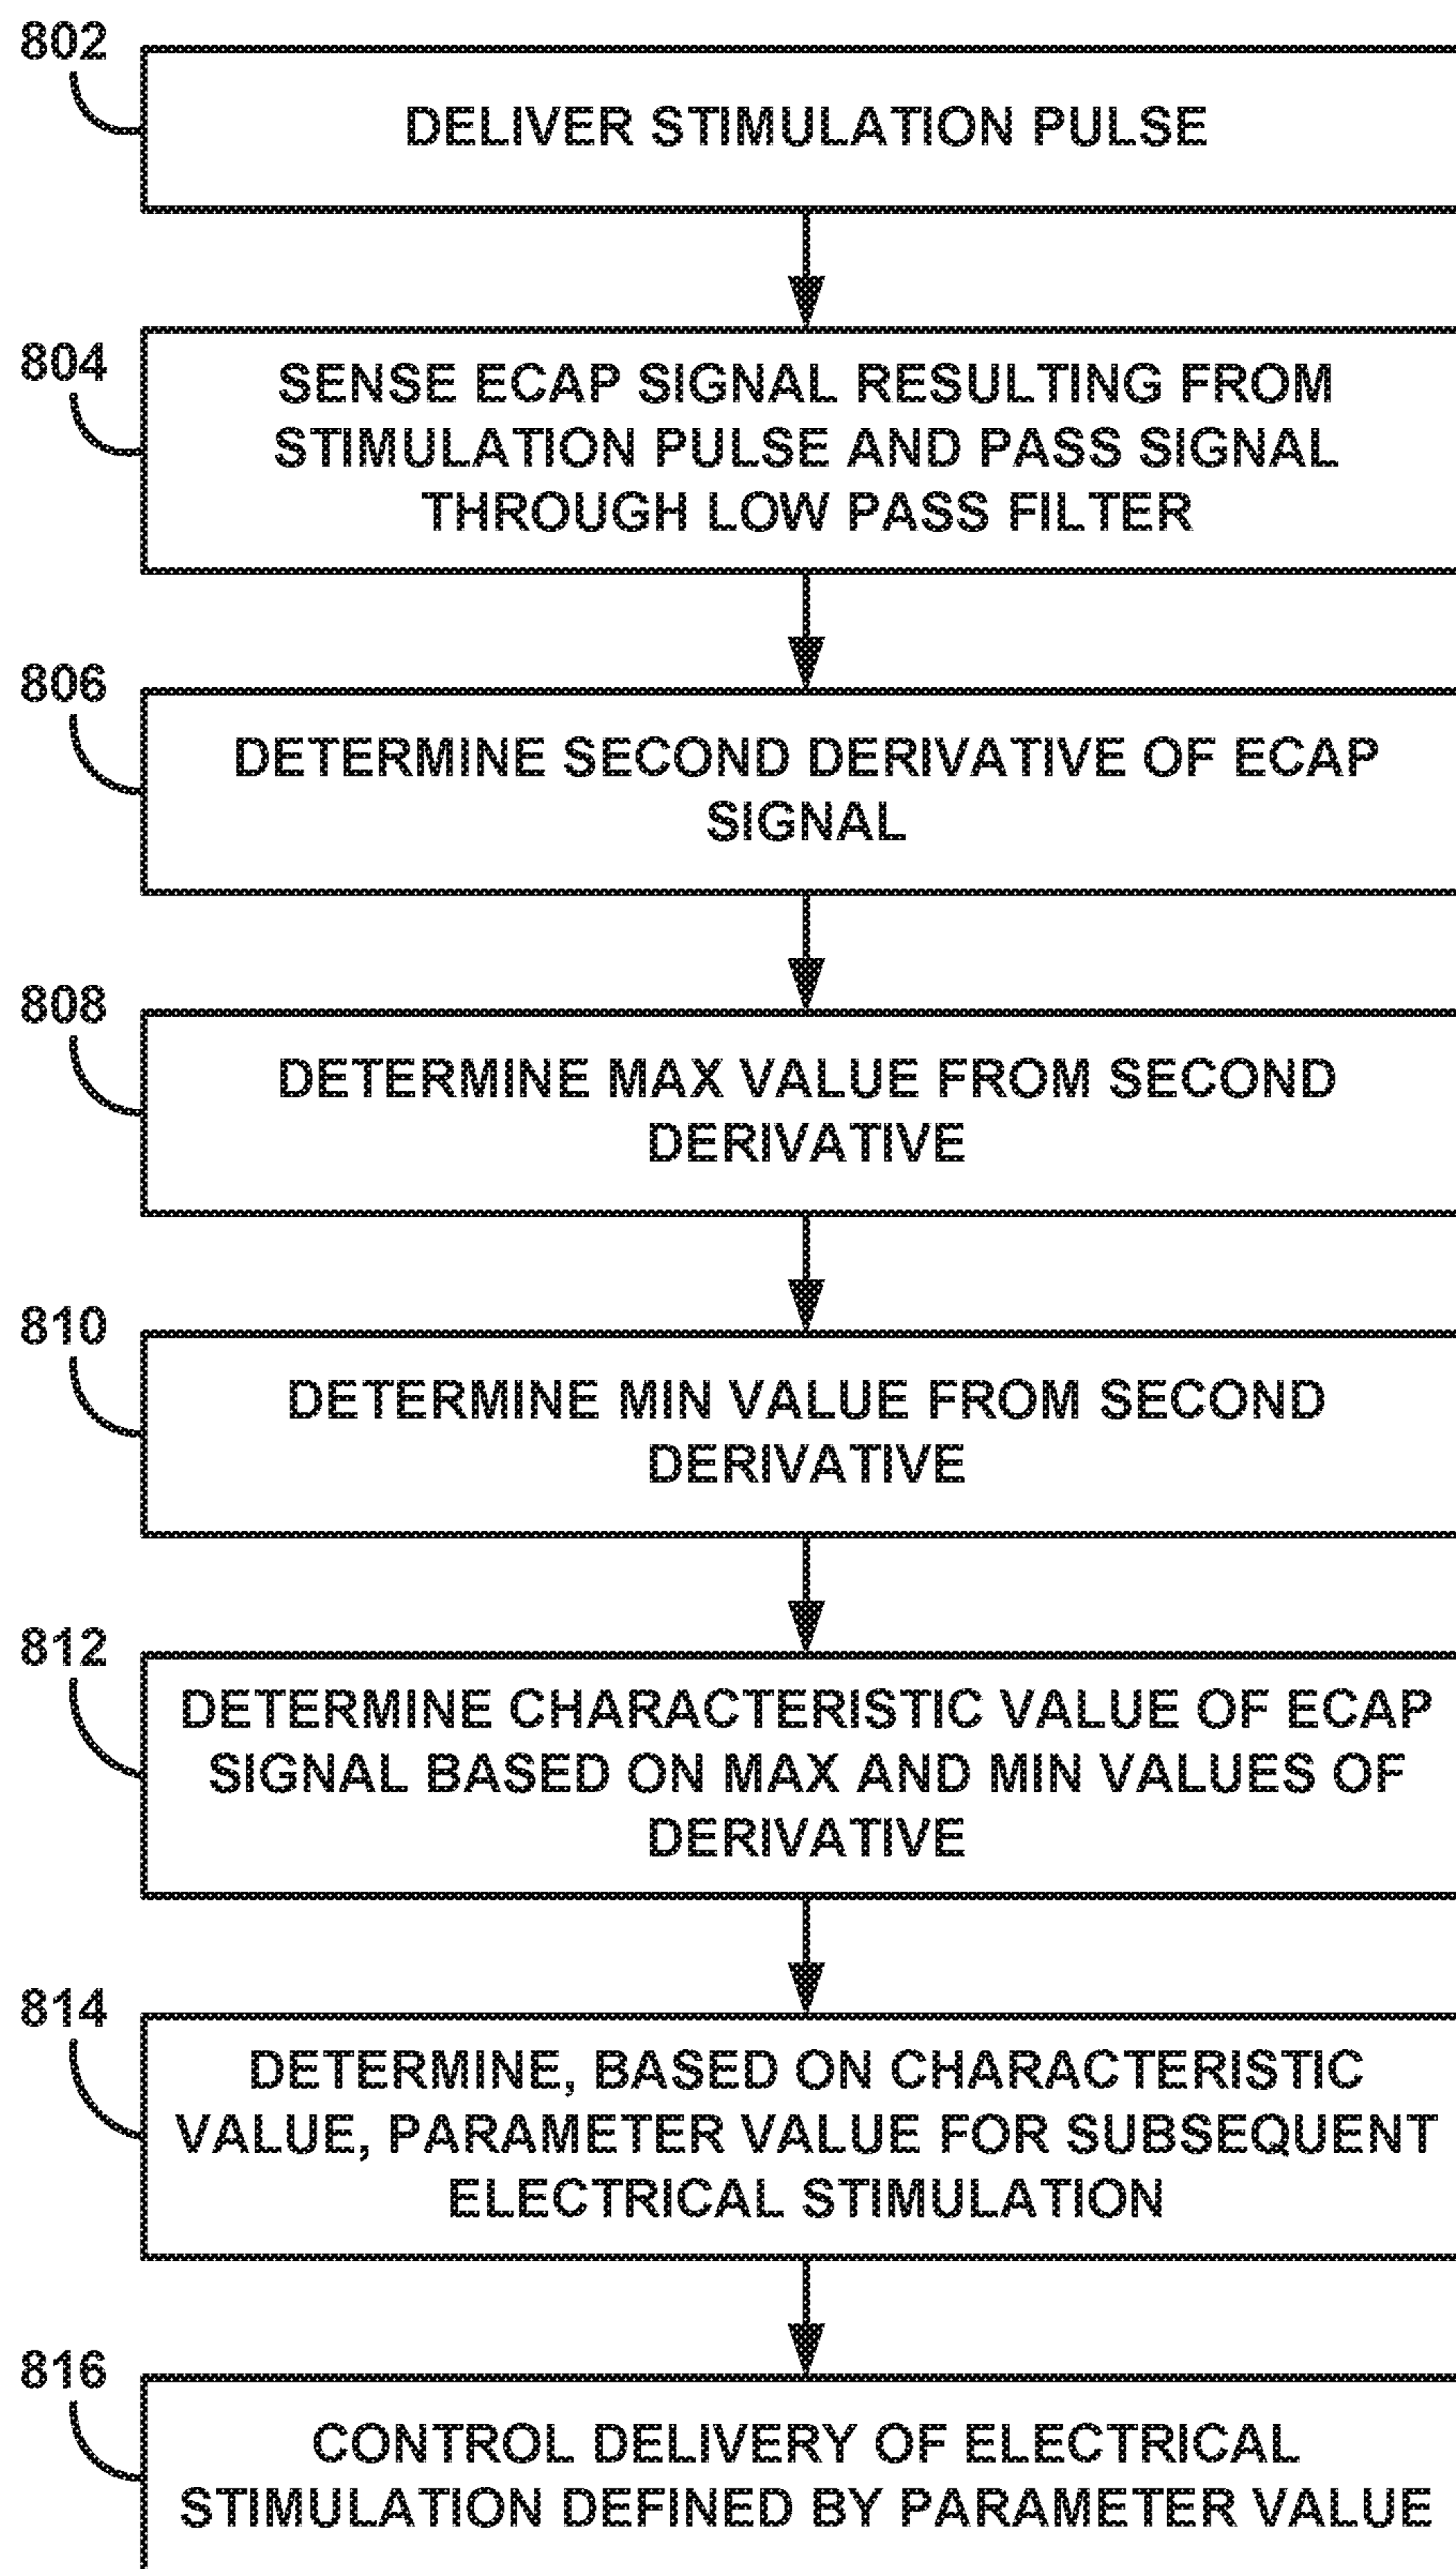 802
DELIVER STIMULATION PULSE
804
SENSE ECAP SIGNAL RESULTING FROM
STIMULATION PULSE AND PASS SIGNAL
THROUGH LOW PASS FILTER
806
DETERMINE SECOND DERIVATIVE OF ECAP
SIGNAL
808
DETERMINE MAX VALUE FROM SECOND
DERIVATIVE
810
DETERMINE MIN VALUE FROM SECOND
DERIVATIVE
812
DETERMINE CHARACTERISTIC VALUE OF ECAP
SIGNAL BASED ON MAX AND MIN VALUES OF
DERIVATIVE
814
DETERMINE, BASED ON CHARACTERISTIC
VALUE, PARAMETER VALUE FOR SUBSEQUENT
ELECTRICAL STIMULATION
816
CONTROL DELIVERY OF ELECTRICAL
STIMULATION DEFINED BY PARAMETER VALUE